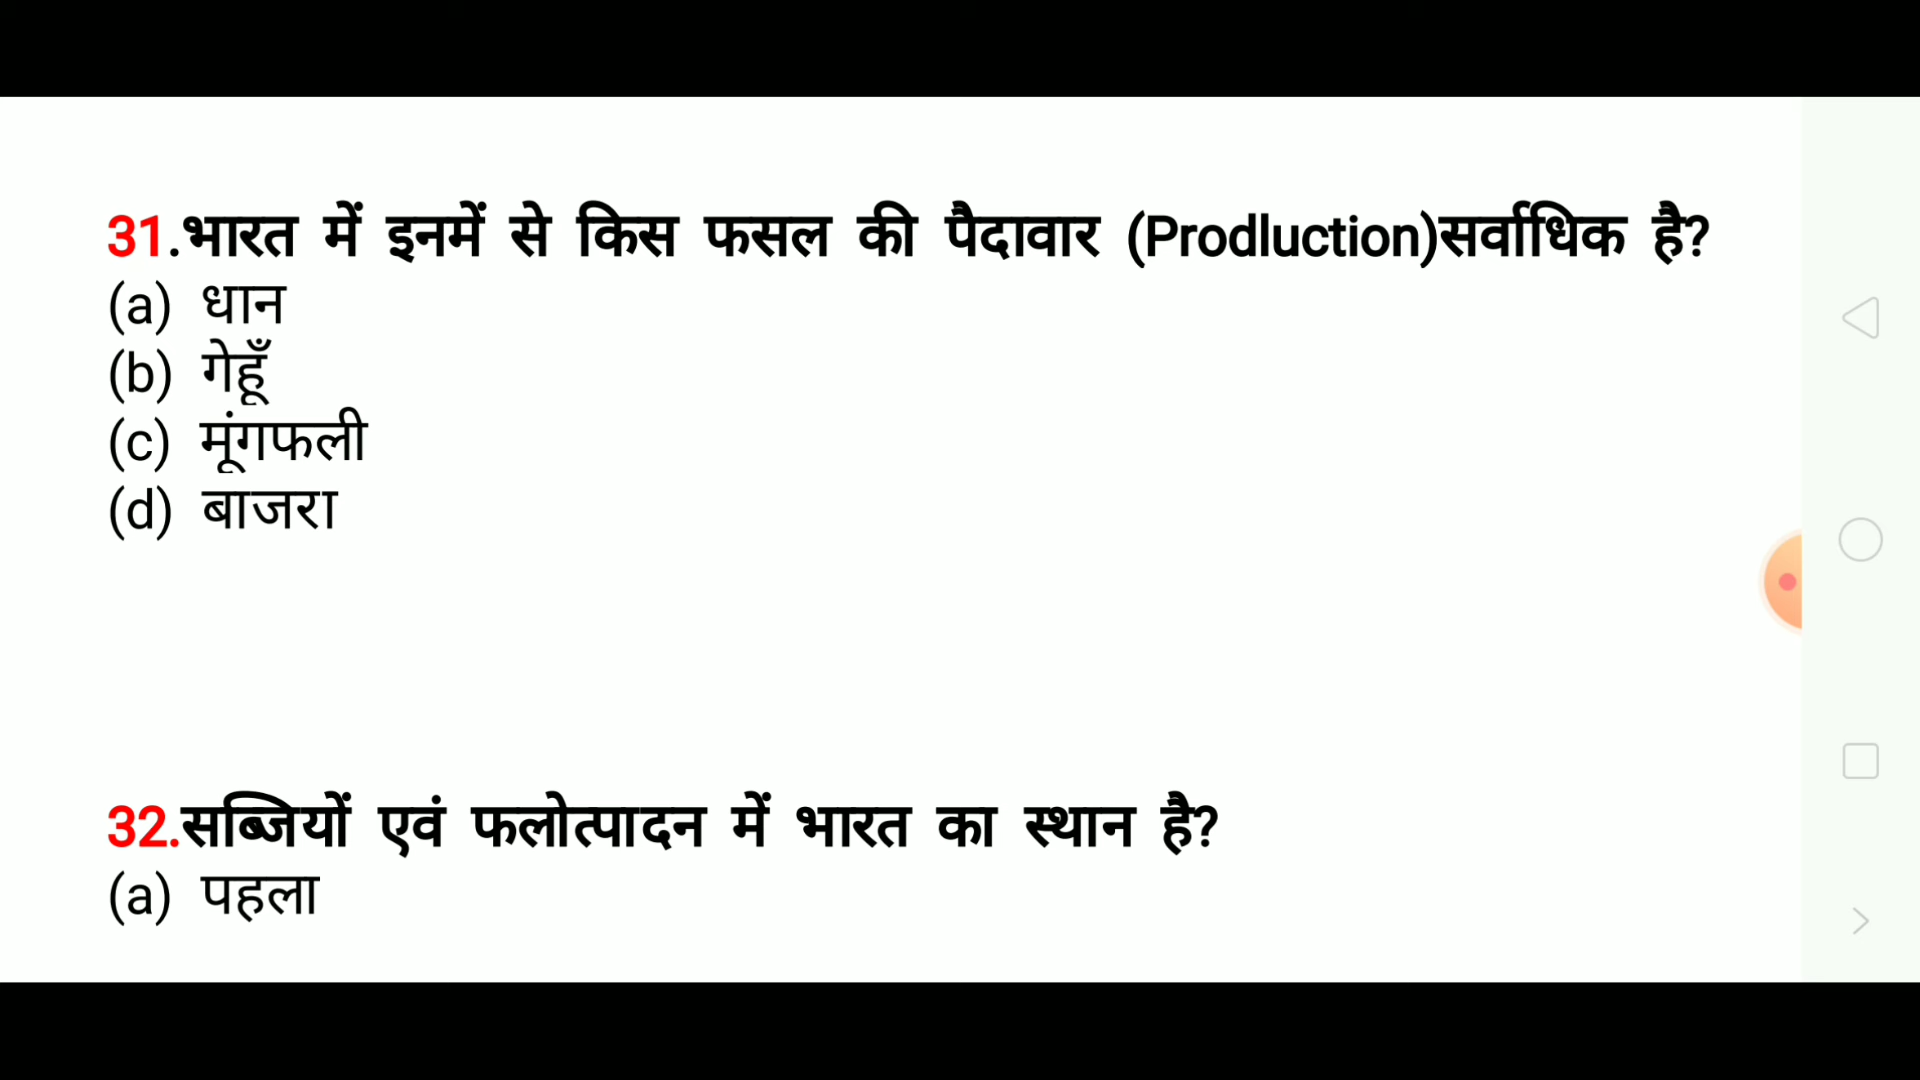 31.भारत में इनमें से किस फसल की पैदावार (Prodluction)सर्वाधिक है?
(a) धान
(b) गेहूँ
(c) मूंगफली
(d) बाजरा
32.सब्जियों एवं फलोत्पादन में भारत का स्थान है?
(a) पहला